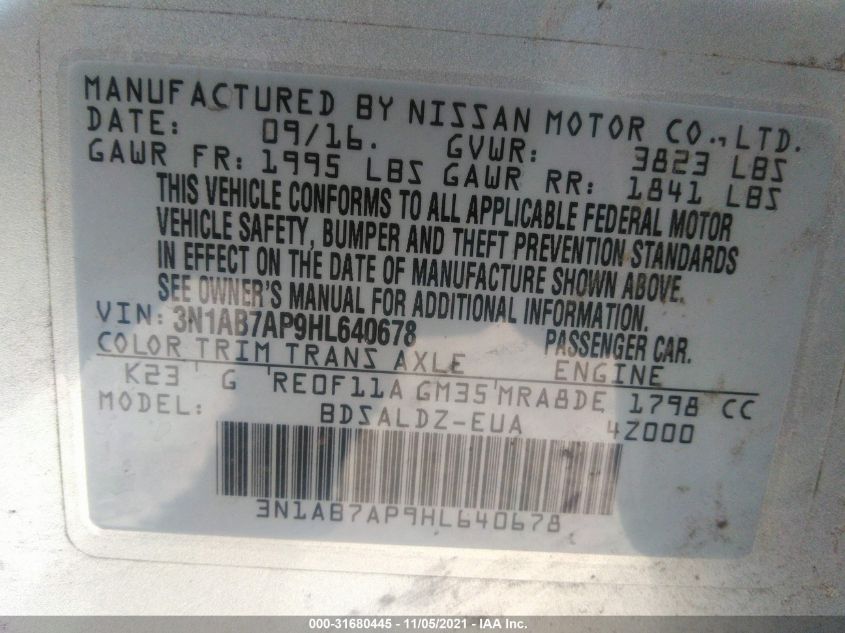 MANUFACTURED BY NISSAN MOTOR CO.,LTD.
DATE: 09/16. GVWR: 3823 LBS
GAWR FR: 1995 LBS GAWR RR: 1841 LBS
THIS VEHICLE CONFORMS TO ALL APPLICABLE FEDERAL MOTOR
VEHICLE SAFETY, BUMPER AND THEFT PREVENTION STANDARDS
IN EFFECT ON THE DATE OF MANUFACTURE SHOWN ABOVE.
SEE OWNER'S MANUAL FOR ADDITIONAL INFORMATION.
VIN: 3N1AB7AP9HL640678 PASSENGER CAR.
COLOR TRIM TRANS AXLE ENGINE
K23 G RE0F11A GM35 MRA8DE 1798 CC
MODEL: BDSALDZ-EUA 4Z000
3N1AB7AP9HL640678
000-31680445 - 11/05/2021 - IAA Inc.